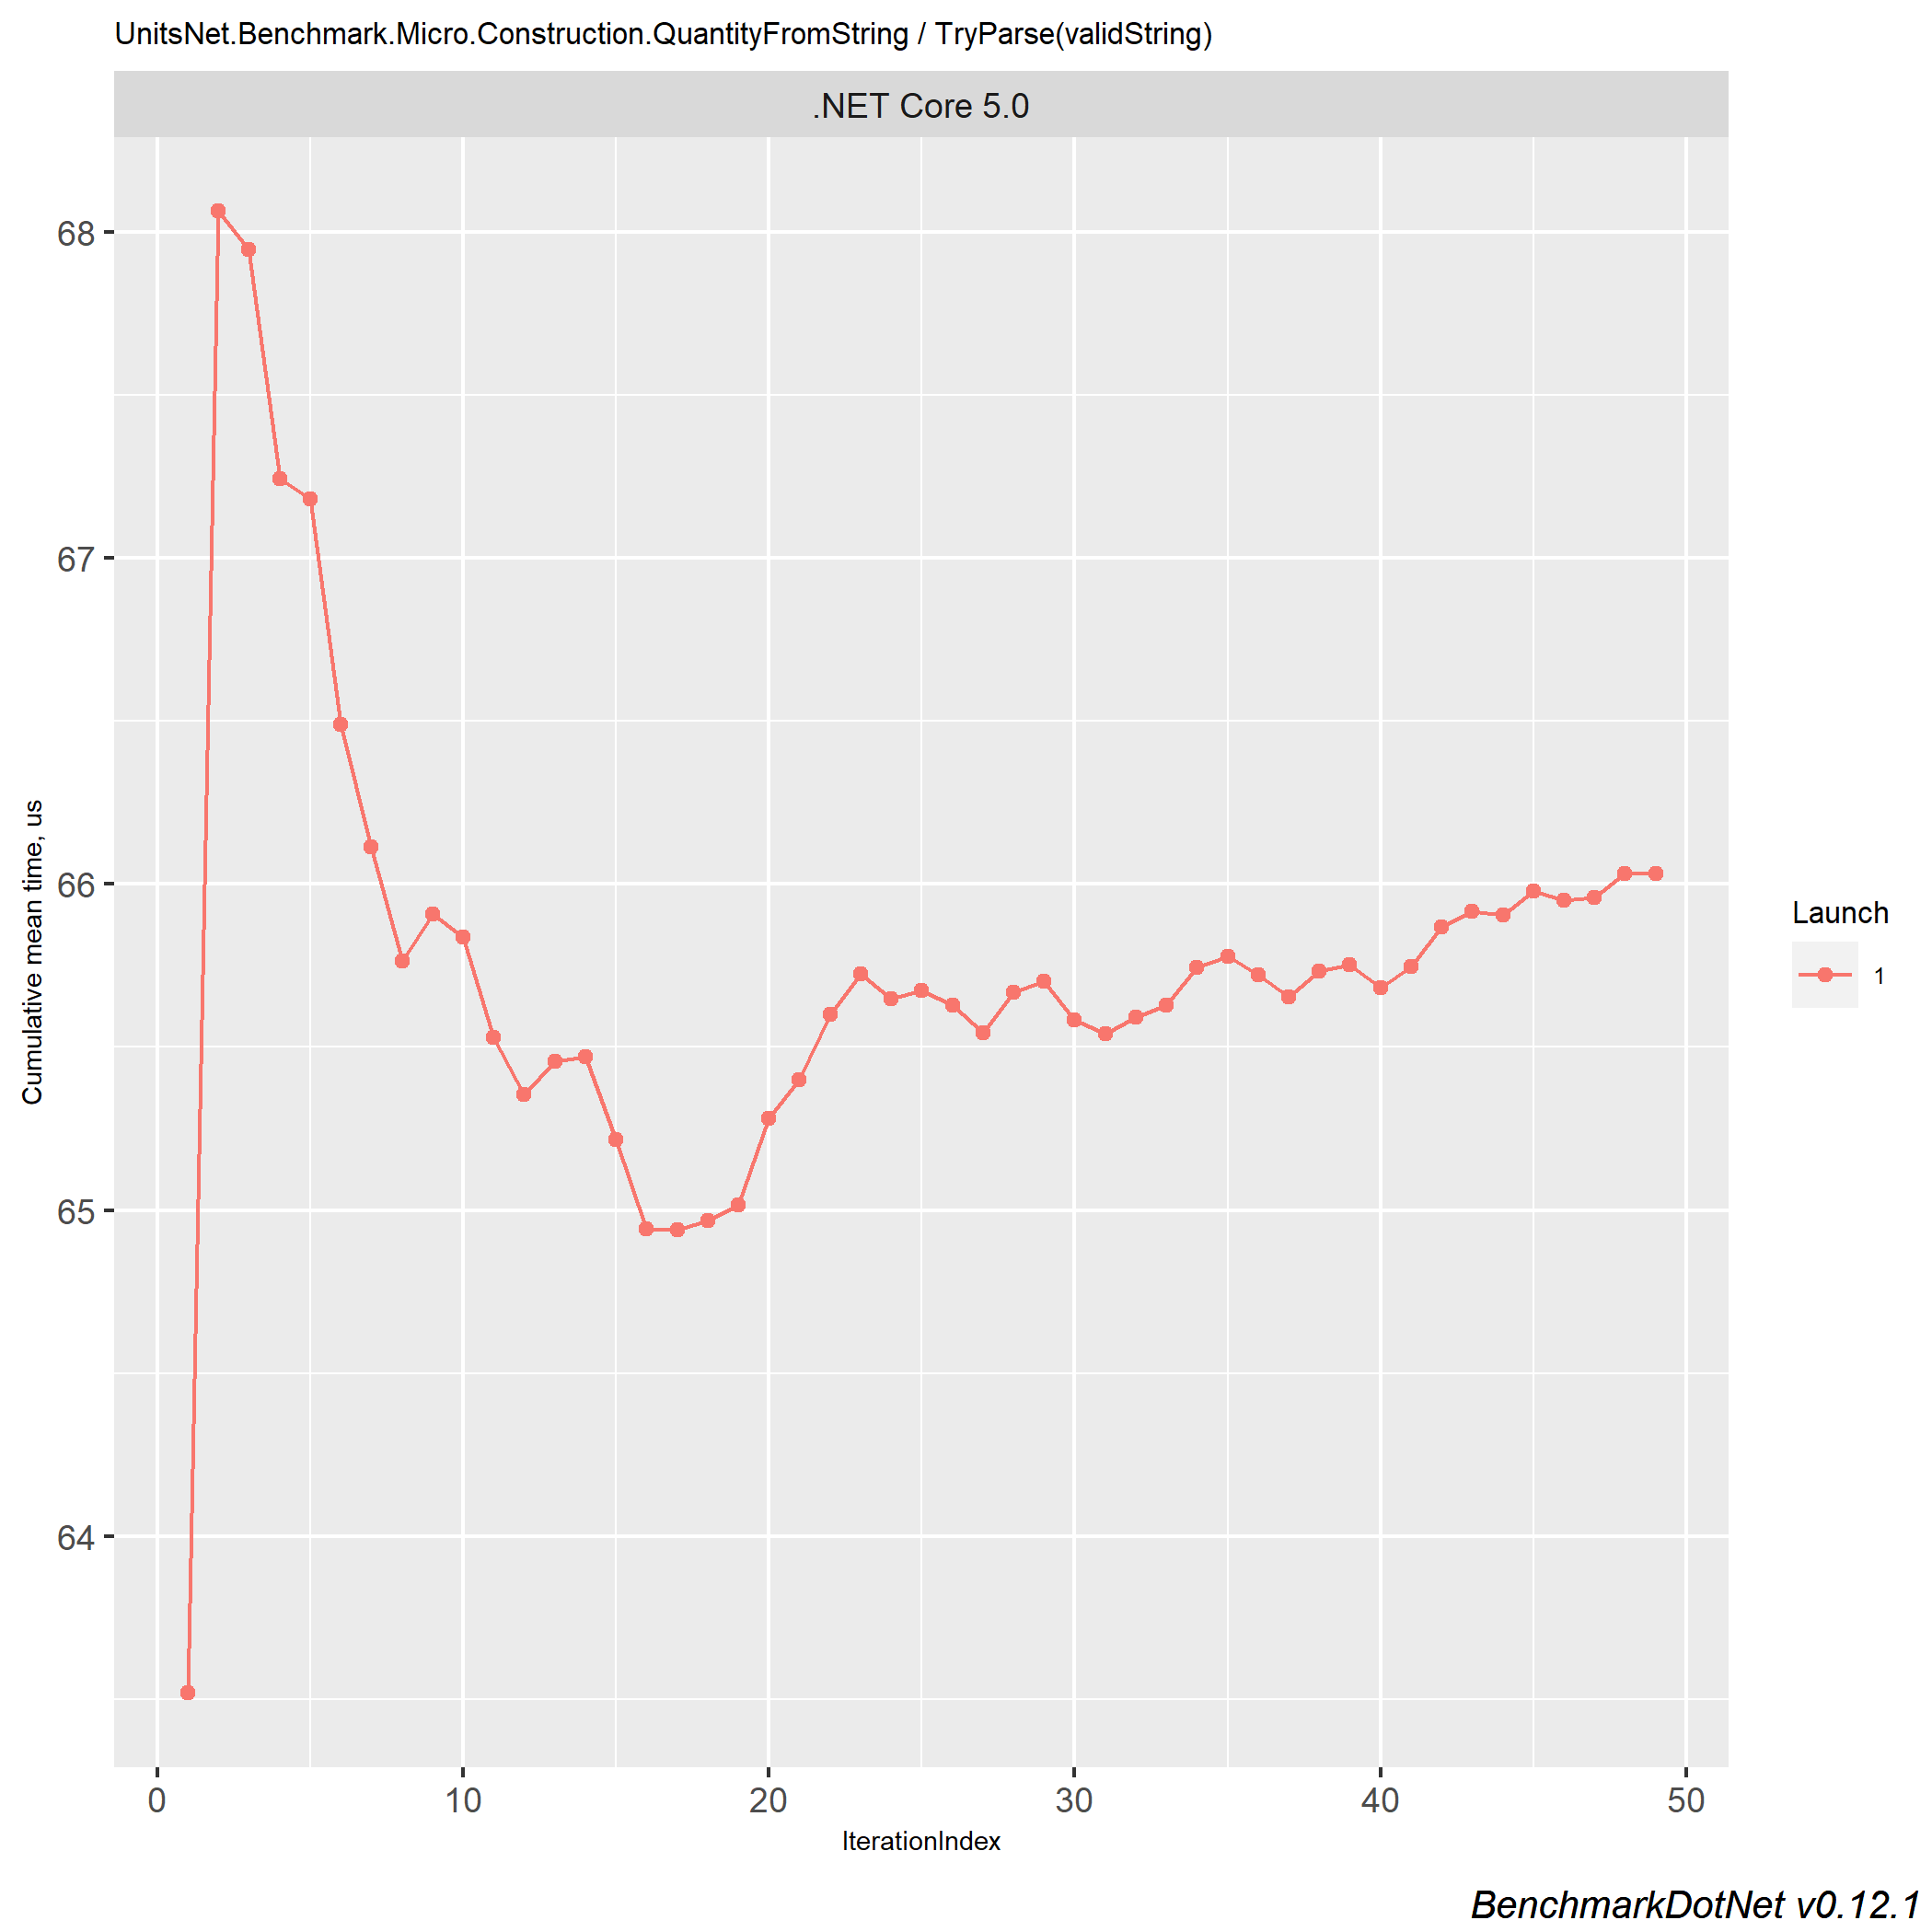 UnitsNet.Benchmark.Micro.Construction.QuantityFromString / TryParse(validString)
.NET Core 5.0
68
67
66
65
64
Cumulative mean time, us
0 10 20 30 40 50
IterationIndex
Launch
1
BenchmarkDotNet v0.12.1